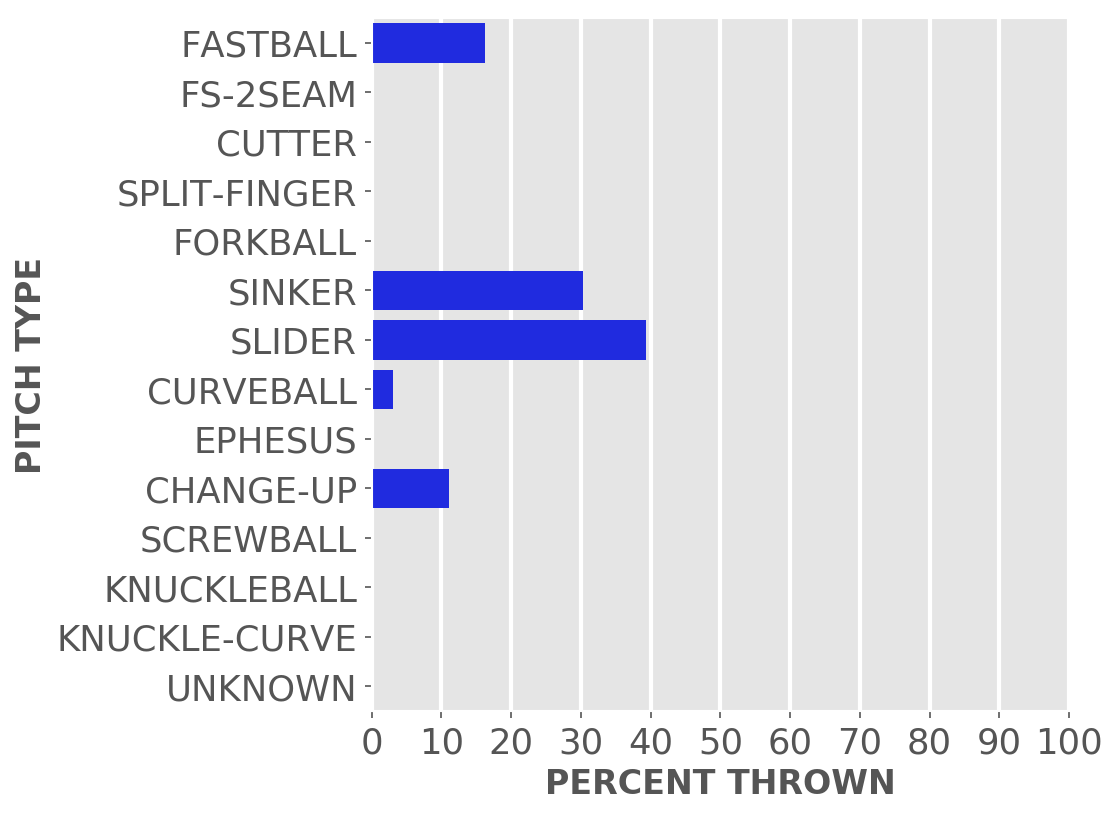 PITCH TYPE
FASTBALL
FS-2SEAM
CUTTER
SPLIT-FINGER
FORKBALL
SINKER
SLIDER
CURVEBALL
EPHESUS
CHANGE-UP
SCREWBALL
KNUCKLEBALL
KNUCKLE-CURVE
UNKNOWN
0 10 20 30 40 50 60 70 80 90 100
PERCENT THROWN